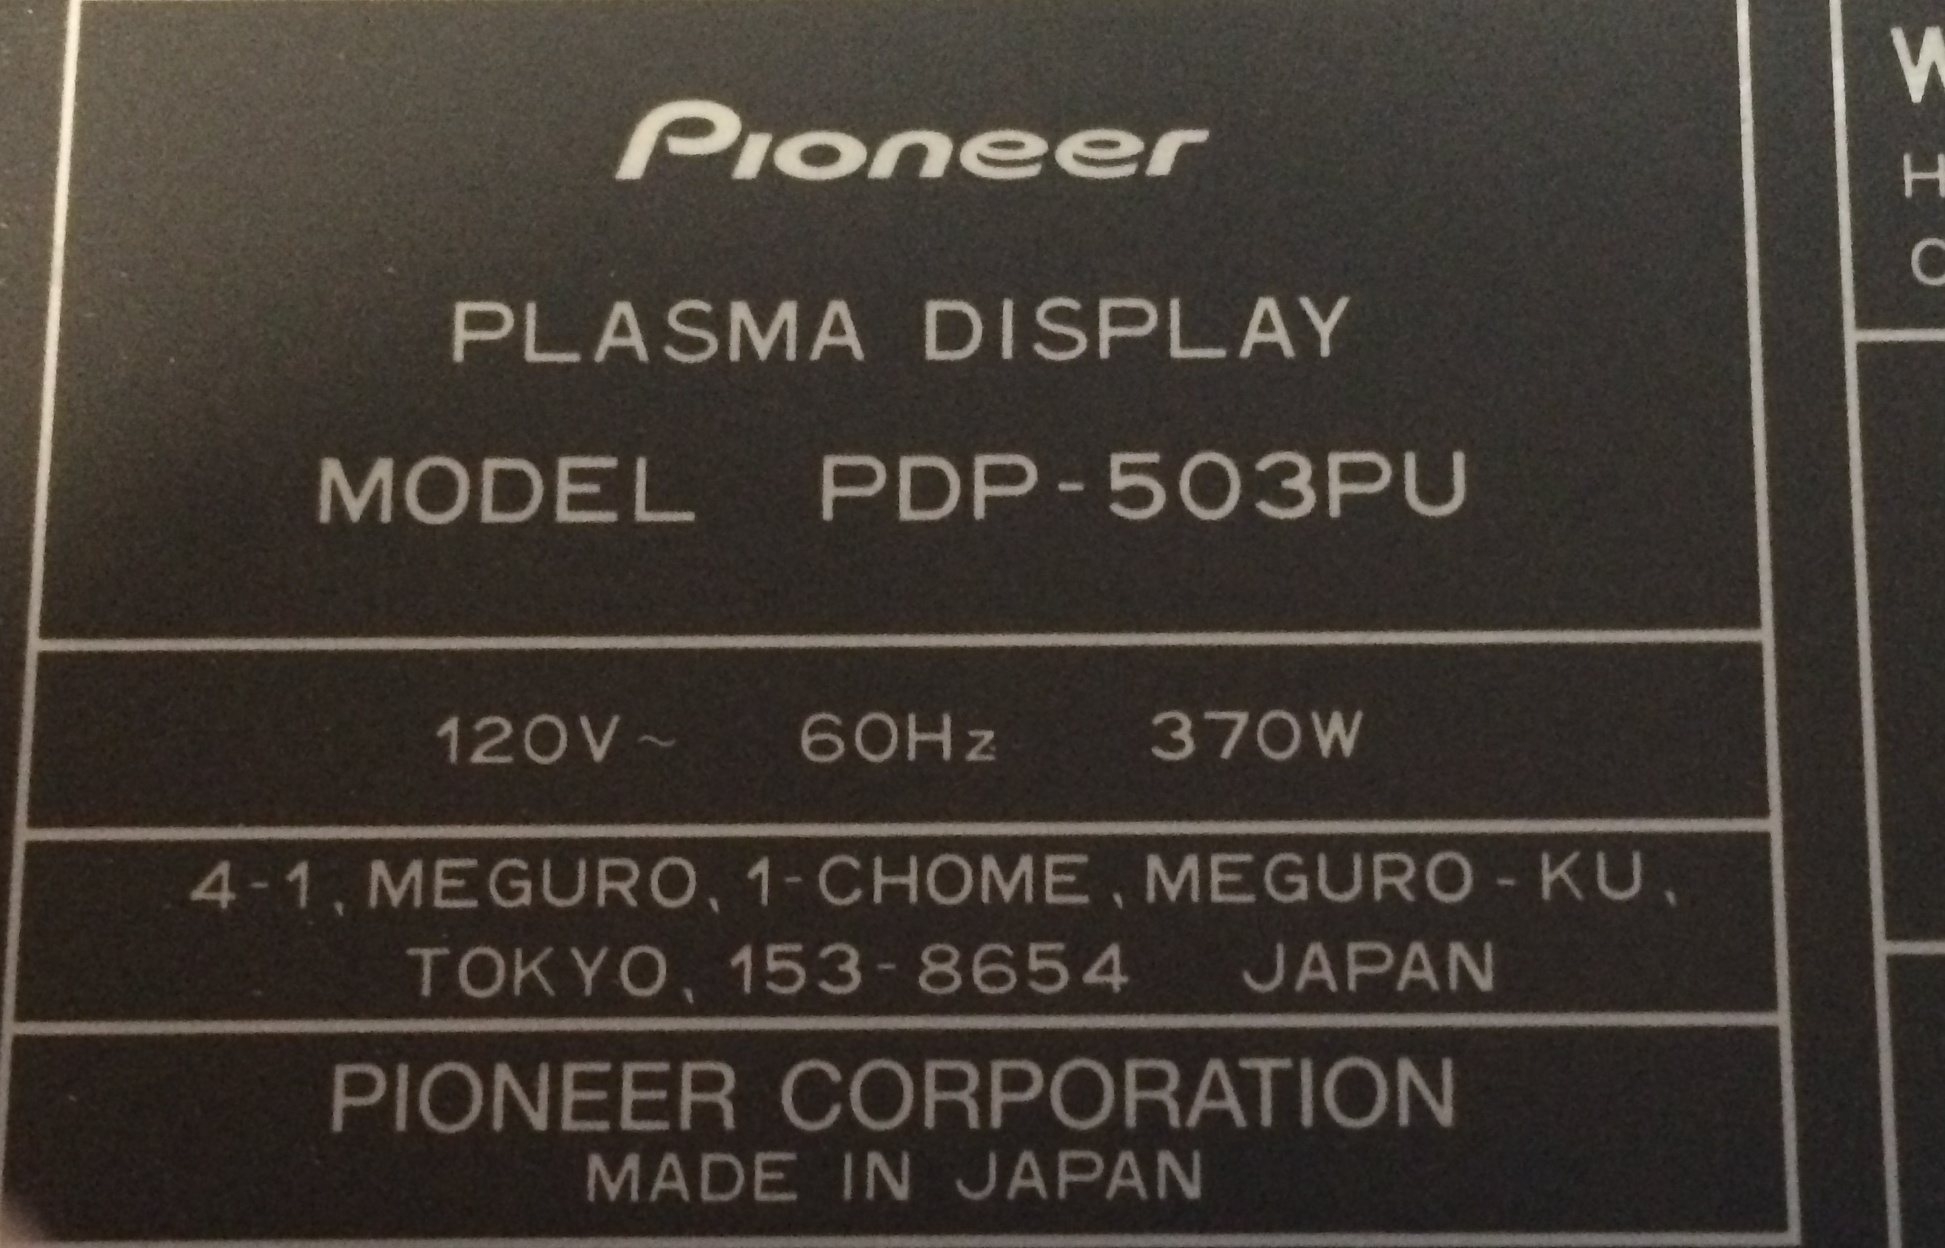 Pioneer
PLASMA DISPLAY
MODEL PDP-503PU
120V~ 60Hz 370W
4-1, MEGURO, 1-CHOME, MEGURO-KU,
TOKYO, 153-8654 JAPAN
PIONEER CORPORATION
MADE IN JAPAN